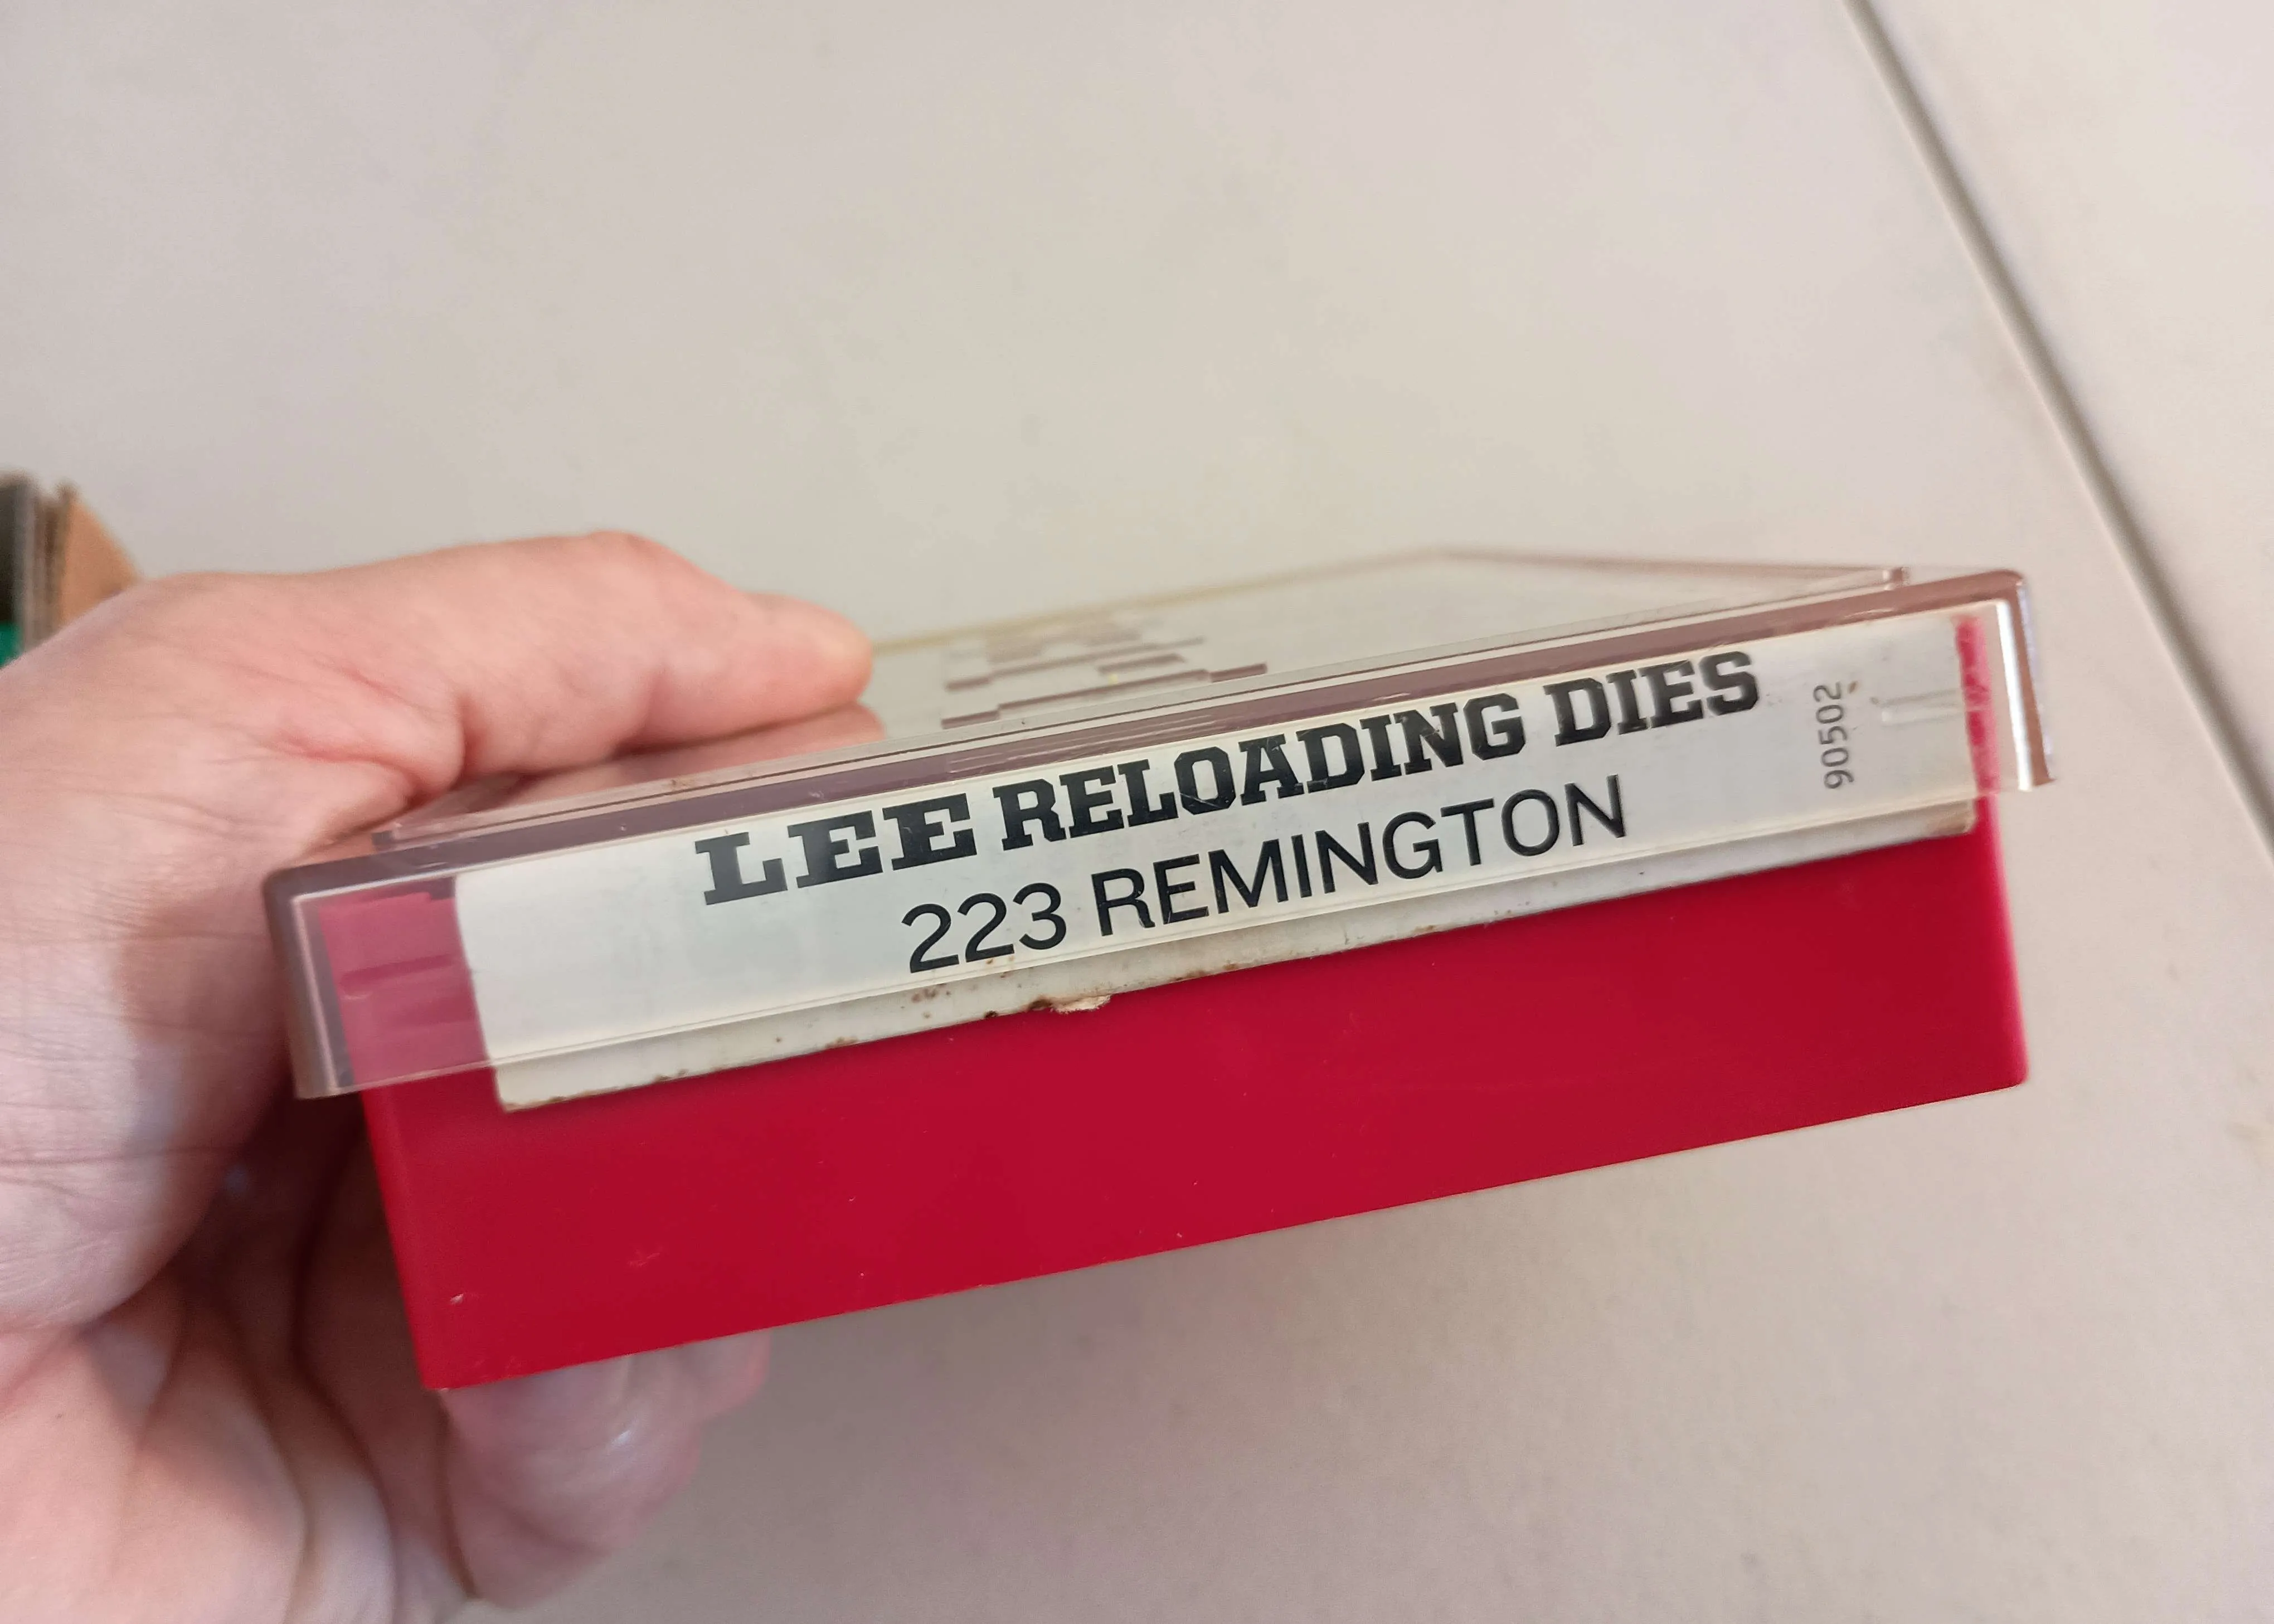 LEE RELOADING DIES
223 REMINGTON
90502